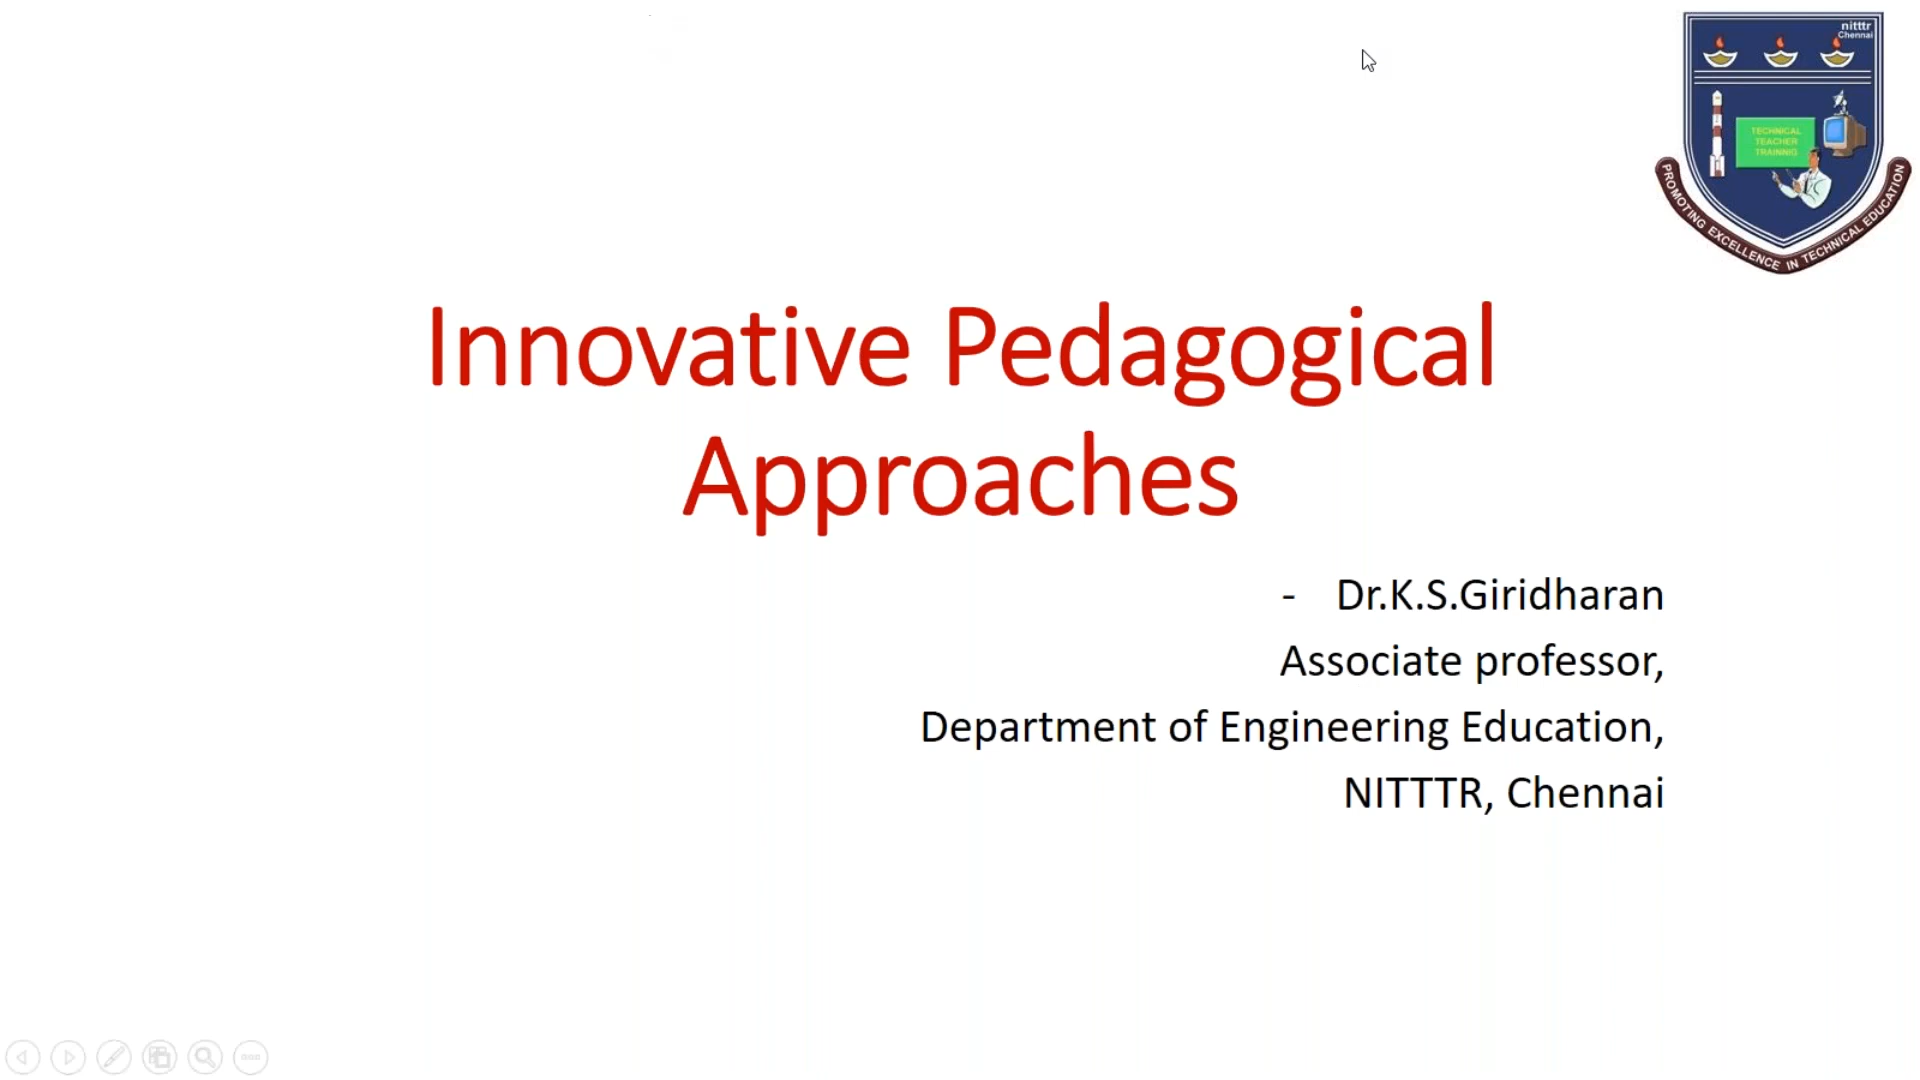 nitttr
Chennai
TECHNICAL
TEACHER
TRAINNIG
PROMOTING EXCELLENCE IN TECHNICAL EDUCATION
Innovative Pedagogical
Approaches
- Dr.K.S.Giridharan
Associate professor,
Department of Engineering Education,
NITTTR, Chennai